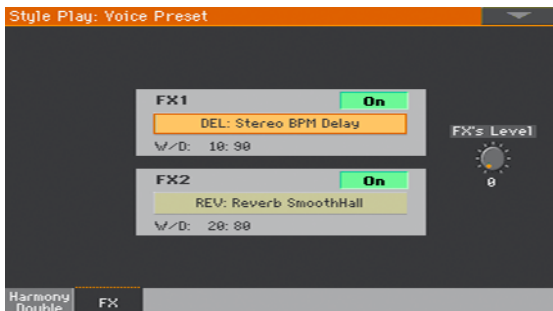 Style Play: Voice Preset
FX1
On
DEL: Stereo BPM Delay
W/D: 10:90
FX's Level
0
FX2
On
REV: Reverb SmoothHall
W/D: 20:80
Harmony
Double
FX